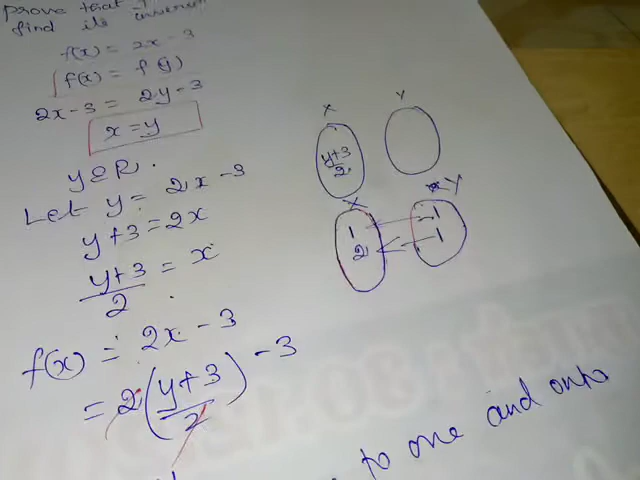 Prove that
find its inverse
f(x) = 2x - 3
f(x) = f(y)
2x-3 = 2y-3
x=y
y∈R.
Let y = 2x - 3
y+3 = 2x
y+3/2 = x
f(x) = 2x - 3
= 2(y+3/2) - 3
to one and onto
X Y
y+3/2
X Y
1 -1
2 1